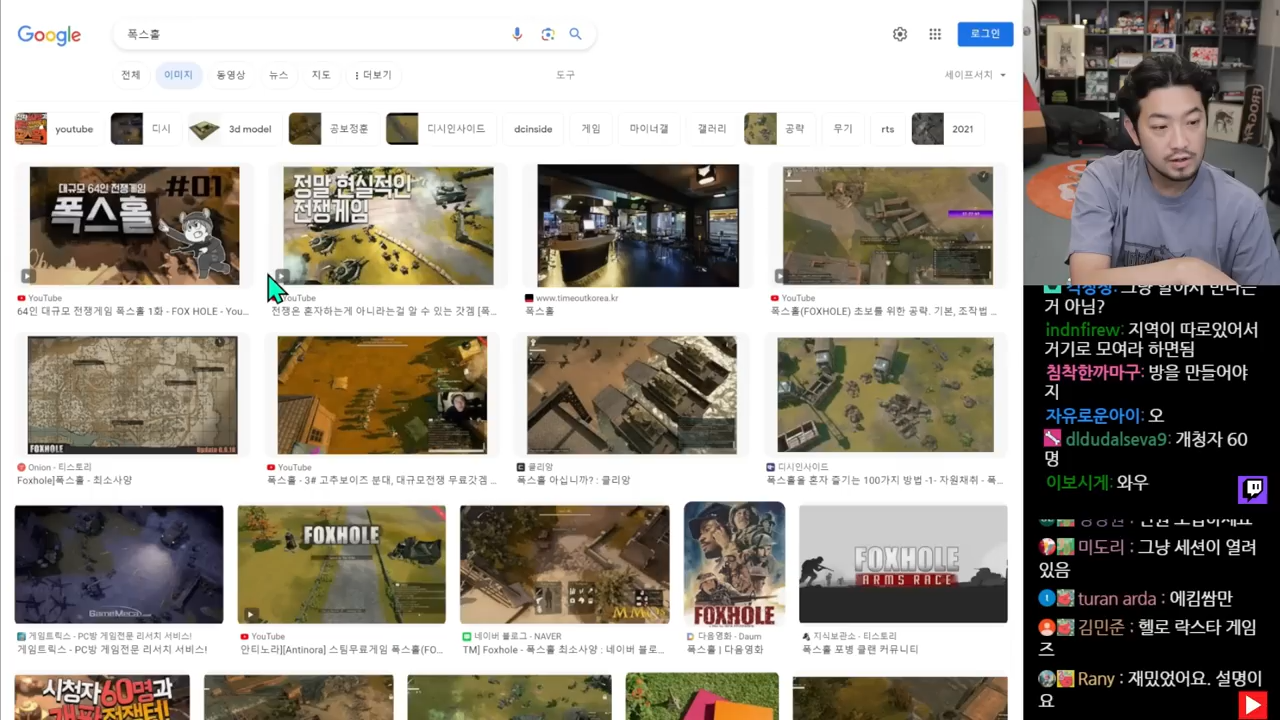 Google
폭스홀
로그인
전체
이미지
동영상
뉴스
지도
더보기
도구
세이프서치
youtube
디시
3d model
공보정훈
디시인사이드
dcinside
게임
마이너갤
갤러리
공략
무기
rts
2021
대규모 64인 전쟁게임 #01
폭스홀
정말 현실적인
전쟁게임
YouTube
64인 대규모 전쟁게임 폭스홀 1화 - FOX HOLE - You...
YouTube
전쟁은 혼자하는게 아니라는걸 알 수 있는 갓겜 [폭...
www.timeoutkorea.kr
폭스홀
YouTube
폭스홀(FOXHOLE) 초보를 위한 공략. 기본, 조작법 ...
FOXHOLE
Update 0.0.10
Onion - 티스토리
Foxhole]폭스홀 - 최소사양
YouTube
폭스홀 - 3# 고주보이즈 분대, 대규모전쟁 무료갓겜 ...
클리앙
폭스홀 아십니까? : 클리앙
디시인사이드
폭스홀을 혼자 즐기는 100가지 방법 -1- 자원채취 - 폭...
GameMeca
FOXHOLE
FOXHOLE
FOXHOLE
ARMS RACE
게임트릭스 - PC방 게임전문 리서치 서비스!
게임트릭스 - PC방 게임전문 리서치 서비스!
YouTube
안티노라][Antinora] 스팀무료게임 폭스홀(FO...
네이버 블로그 - NAVER
TM] Foxhole - 폭스홀 최소사양 : 네이버 블로...
다음영화 - Daum
폭스홀 | 다음영화
지식보관소 - 티스토리
폭스홀 포병 클랜 커뮤니티
시청자60명과
거 아님?
indnfirew: 지역이 따로있어서
거기로 모여라 하면됨
침착한까마구: 방을 만들어야
지
자유로운아이: 오
dldudalseva9: 개청자 60
명
이보시게: 와우
미도리 : 그냥 세션이 열려
있음
turan arda : 에킴쌈만
김민준 : 헬로 락스타 게임
즈
Rany : 재밌었어요. 설명이
요